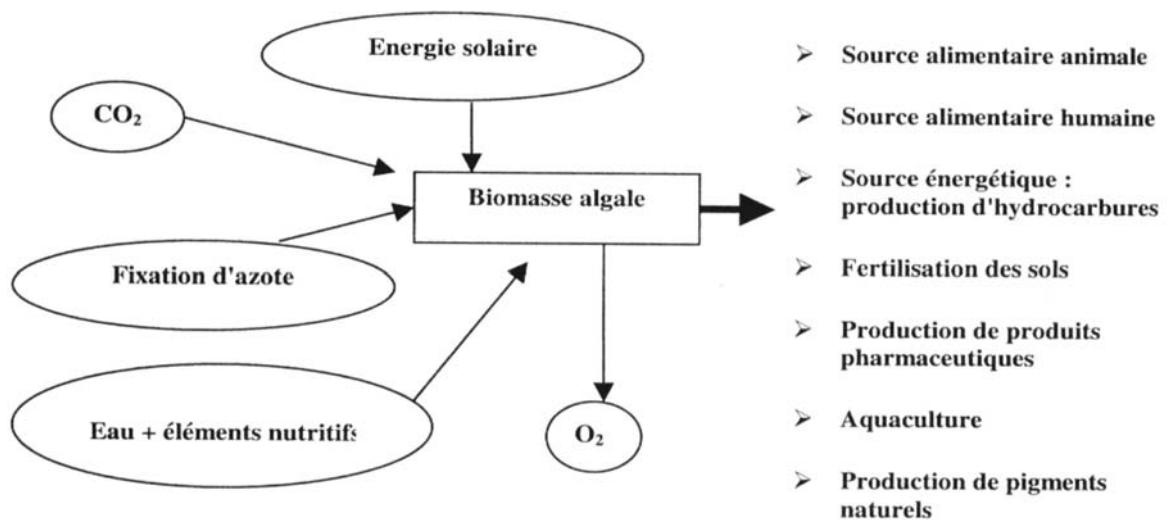 Energie solaire
CO₂
Biomasse algale
Fixation d'azote
Eau + éléments nutritifs
O₂
➢ Source alimentaire animale
➢ Source alimentaire humaine
➢ Source énergétique :
production d'hydrocarbures
➢ Fertilisation des sols
➢ Production de produits
pharmaceutiques
➢ Aquaculture
➢ Production de pigments
naturels